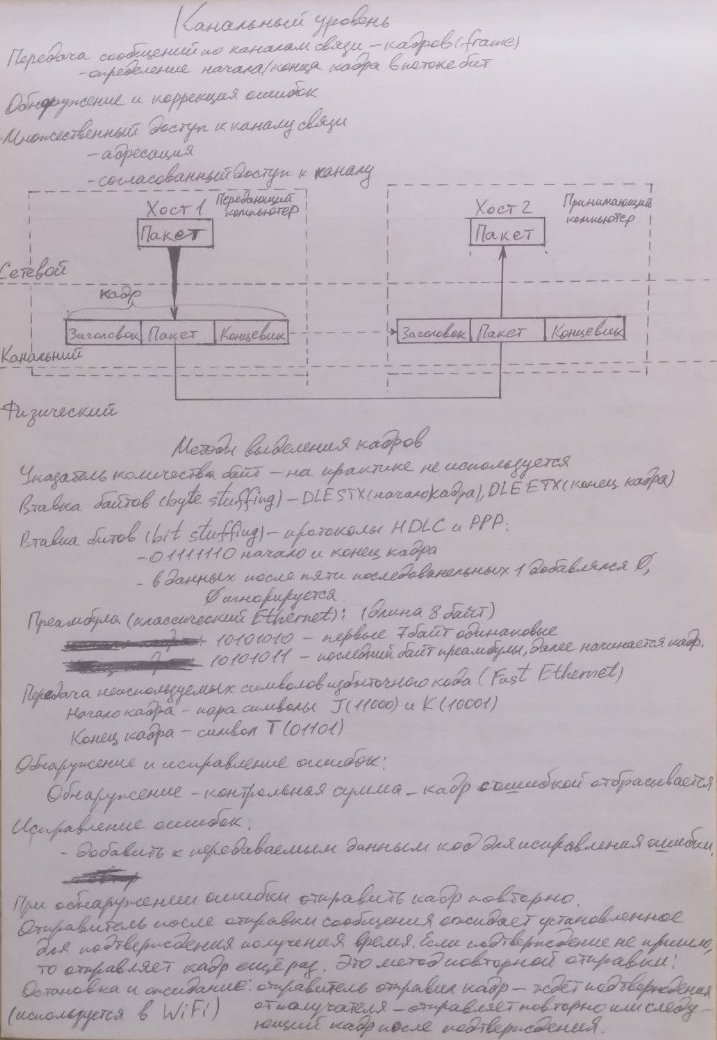 Канальный уровень
Передача сообщений по каналам связи – кадров (frame)
- определение начала/конца кадра в потоке бит
Обнаружение и коррекция ошибок
Множественный доступ к каналу связи
- адресация
- согласованный доступ к каналу
Хост 1 Передающий компьютер
Хост 2 Принимающий компьютер
Пакет Пакет
Сетевой
кадр
Заголовок Пакет Концевик Заголовок Пакет Концевик
Канальний
Физический
Методы выделения кадров
Указатель количества байт – на практике не используется
Втавка байтов (byte stuffing) – DLE STX (начало кадра), DLE ETX (конец кадра)
Втавка битов (bit stuffing) – протоколы HDLC и PPP:
- 01111110 начало и конец кадра
- в данных после пяти последовательных 1 добавлялся 0,
0 игнорируется
Преамбула (классический Ethernet): (длина 8 байт)
10101010 – первые 7 байт одинаковые
10101011 – последний байт преамбулы, далее начинается кадр.
Передача неиспользуемых символов избыточного кода (Fast Ethernet)
Начало кадра – пара символы J(11000) и K(10001)
Конец кадра – символ T(01101)
Обнаружение и исправление ошибок:
Обнаружение – контрольная сумма – кадр с ошибкой отбрасывается
Исправление ошибок:
- добавить к передаваемым данным код для исправления ошибки.
При обнаружении ошибки отправить кадр повторно.
Отправитель после отправки сообщения ожидает установленное
для подтверждения получения время. Если подтверждение не пришло,
то отправляет кадр ещё раз. Это метод повторной отправки:
Остановка и ожидание: отправитель отправил кадр – ждёт подтверждения
(используется в WiFi) от получателя – отправляет повторно или следу-
ющий кадр после подтверждения.